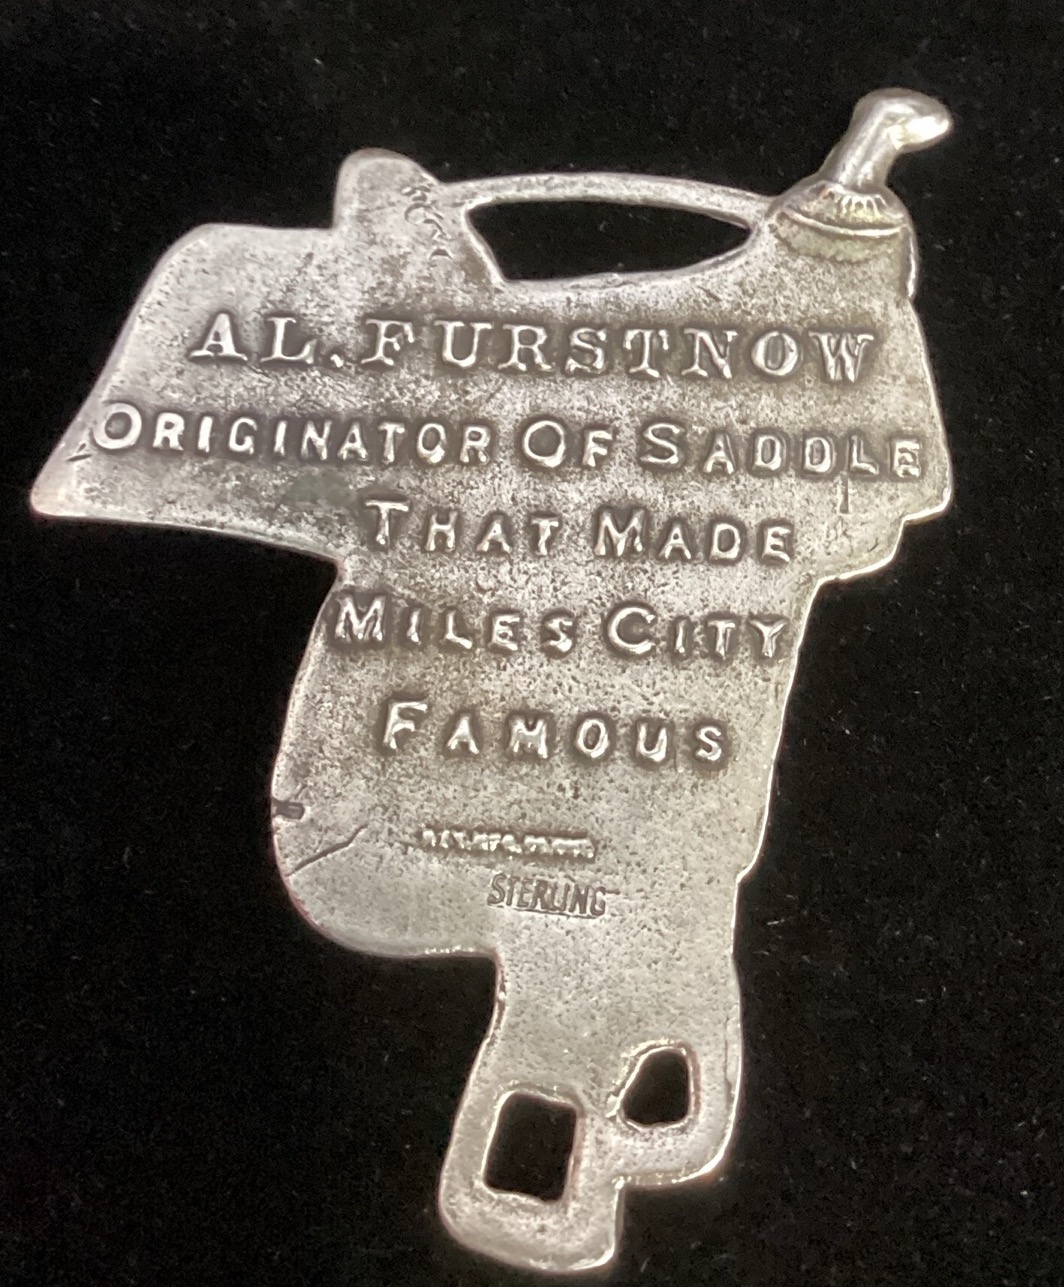 AL. FURSTNOW
ORIGINATOR OF SADDLE
THAT MADE
MILES CITY
FAMOUS
STERLING